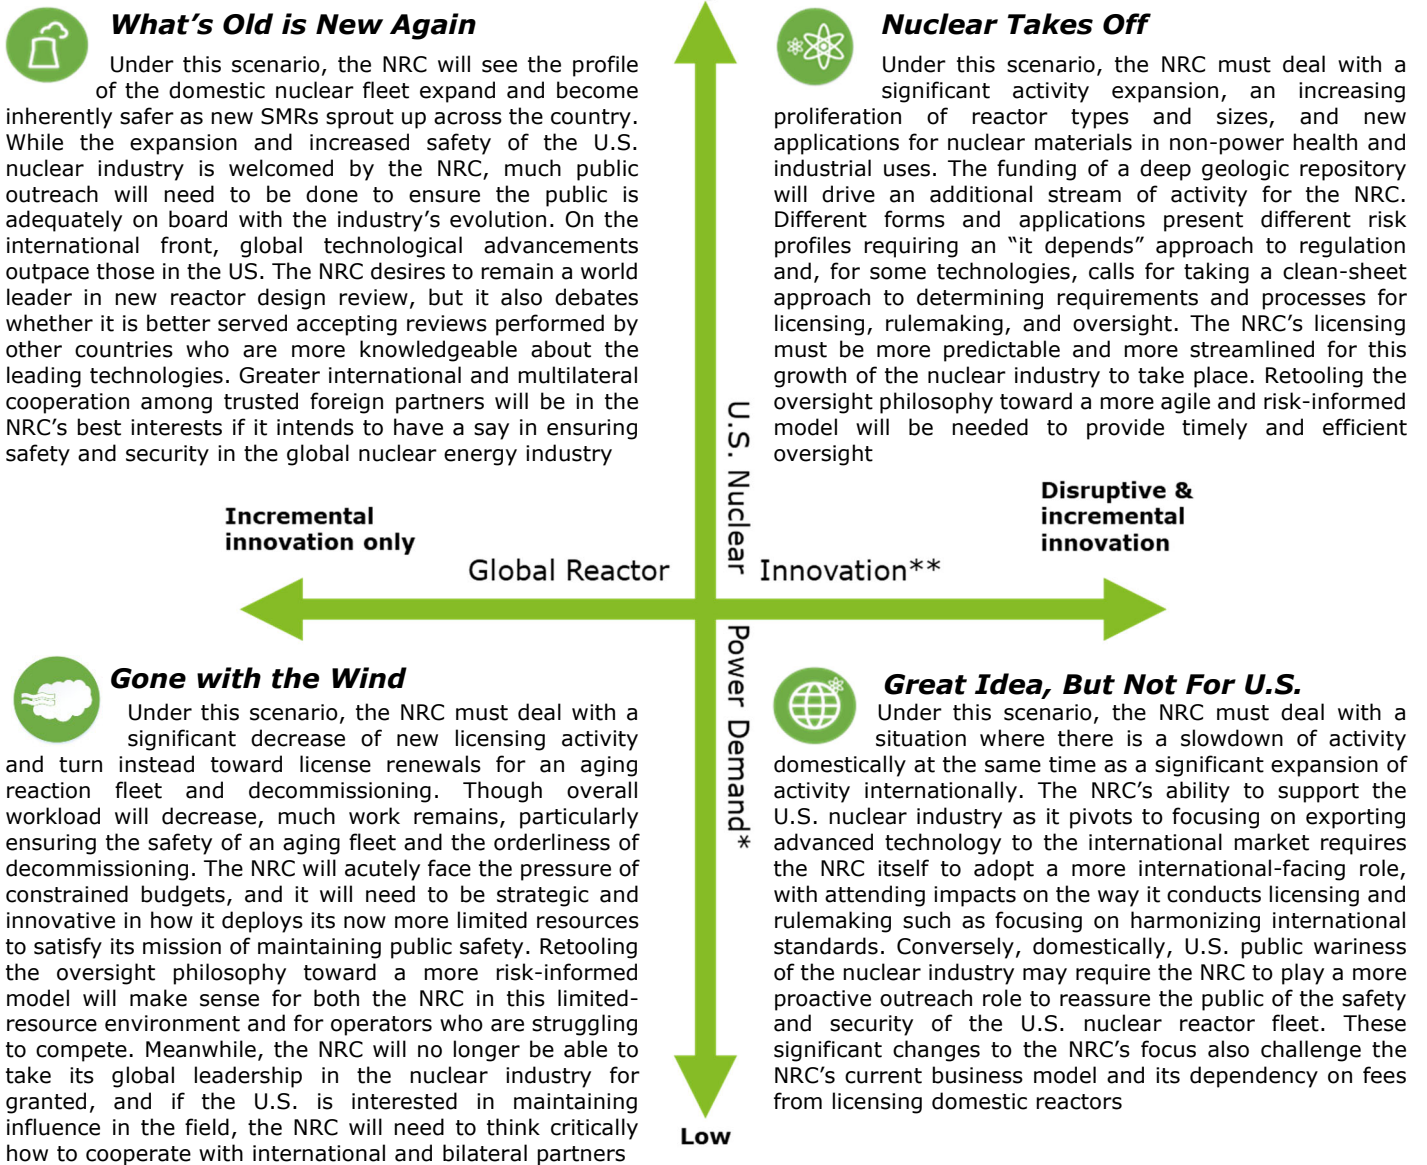 What’s Old is New Again
Under this scenario, the NRC will see the profile
of the domestic nuclear fleet expand and become
inherently safer as new SMRs sprout up across the country.
While the expansion and increased safety of the U.S.
nuclear industry is welcomed by the NRC, much public
outreach will need to be done to ensure the public is
adequately on board with the industry’s evolution. On the
international front, global technological advancements
outpace those in the US. The NRC desires to remain a world
leader in new reactor design review, but it also debates
whether it is better served accepting reviews performed by
other countries who are more knowledgeable about the
leading technologies. Greater international and multilateral
cooperation among trusted foreign partners will be in the
NRC’s best interests if it intends to have a say in ensuring
safety and security in the global nuclear energy industry
Nuclear Takes Off
Under this scenario, the NRC must deal with a
significant activity expansion, an increasing
proliferation of reactor types and sizes, and new
applications for nuclear materials in non-power health and
industrial uses. The funding of a deep geologic repository
will drive an additional stream of activity for the NRC.
Different forms and applications present different risk
profiles requiring an “it depends” approach to regulation
and, for some technologies, calls for taking a clean-sheet
approach to determining requirements and processes for
licensing, rulemaking, and oversight. The NRC’s licensing
must be more predictable and more streamlined for this
growth of the nuclear industry to take place. Retooling the
oversight philosophy toward a more agile and risk-informed
model will be needed to provide timely and efficient
oversight
Incremental
innovation only
Disruptive &
incremental
innovation
Global Reactor Innovation**
U.S. Nuclear Power Demand*
Gone with the Wind
Under this scenario, the NRC must deal with a
significant decrease of new licensing activity
and turn instead toward license renewals for an aging
reaction fleet and decommissioning. Though overall
workload will decrease, much work remains, particularly
ensuring the safety of an aging fleet and the orderliness of
decommissioning. The NRC will acutely face the pressure of
constrained budgets, and it will need to be strategic and
innovative in how it deploys its now more limited resources
to satisfy its mission of maintaining public safety. Retooling
the oversight philosophy toward a more risk-informed
model will make sense for both the NRC in this limited-
resource environment and for operators who are struggling
to compete. Meanwhile, the NRC will no longer be able to
take its global leadership in the nuclear industry for
granted, and if the U.S. is interested in maintaining
influence in the field, the NRC will need to think critically
how to cooperate with international and bilateral partners
Great Idea, But Not For U.S.
Under this scenario, the NRC must deal with a
situation where there is a slowdown of activity
domestically at the same time as a significant expansion of
activity internationally. The NRC’s ability to support the
U.S. nuclear industry as it pivots to focusing on exporting
advanced technology to the international market requires
the NRC itself to adopt a more international-facing role,
with attending impacts on the way it conducts licensing and
rulemaking such as focusing on harmonizing international
standards. Conversely, domestically, U.S. public wariness
of the nuclear industry may require the NRC to play a more
proactive outreach role to reassure the public of the safety
and security of the U.S. nuclear reactor fleet. These
significant changes to the NRC’s focus also challenge the
NRC’s current business model and its dependency on fees
from licensing domestic reactors
Low